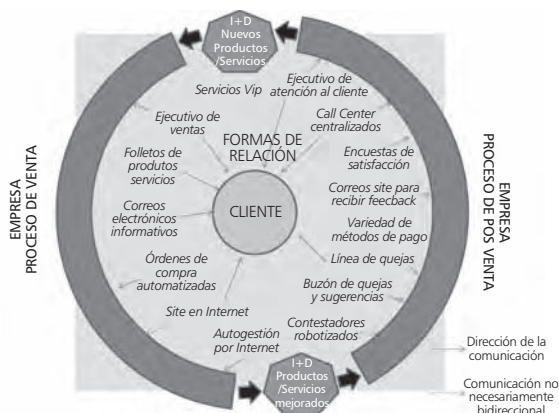 I+D
Nuevos
Productos
/Servicios
Servicios Vip
Ejecutivo de
atención al cliente
Ejecutivo de
ventas
Call Center
centralizados
FORMAS DE
RELACIÓN
Folletos de
produtos
servicios
Encuestas de
satisfacción
Correos site para
recibir feecback
CLIENTE
Correos
electrónicos
informativos
Variedad de
métodos de pago
Línea de quejas
Órdenes de
compra
automatizadas
Buzón de quejas
y sugerencias
Site en Internet
Autogestión
por Internet
Contestadores
robotizados
I+D
Productos
/Servicios
mejorados
EMPRESA
PROCESO DE VENTA
EMPRESA
PROCESO DE POS VENTA
Dirección de la
comunicación
Comunicación no
necesariamente
bidireccional